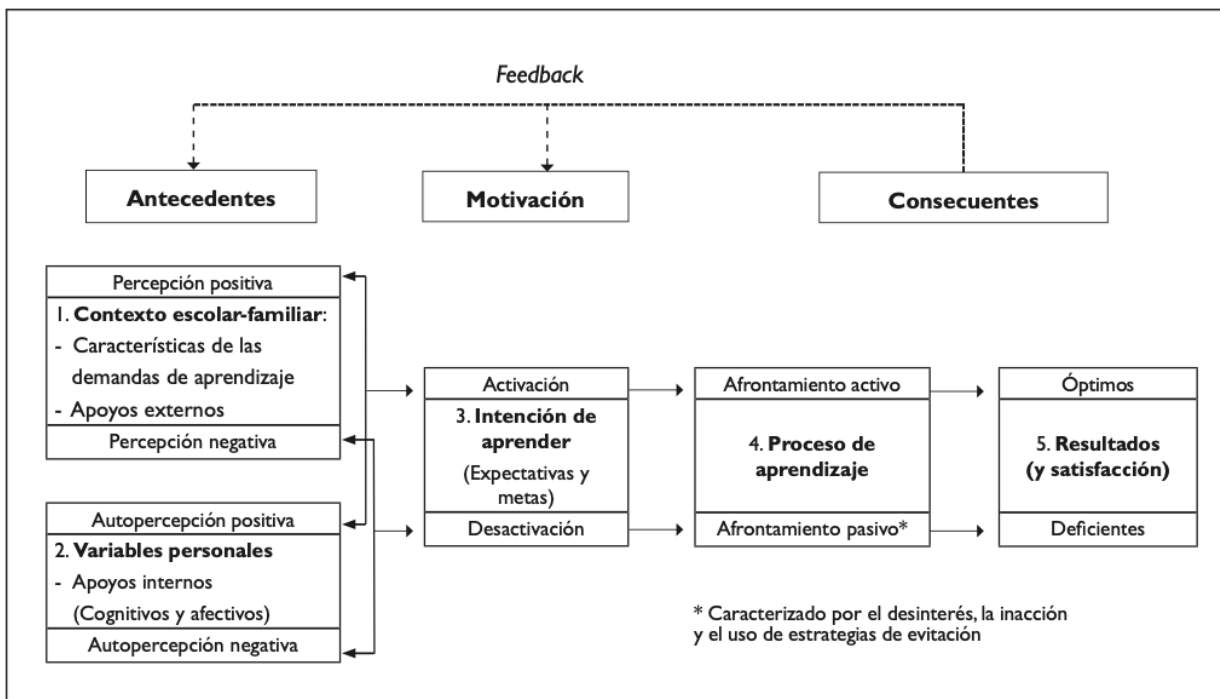 Feedback
Antecedentes
Motivación
Consecuentes
Percepción positiva
1. Contexto escolar-familiar:
- Características de las
demandas de aprendizaje
- Apoyos externos
Percepción negativa
Autopercepción positiva
2. Variables personales
- Apoyos internos
(Cognitivos y afectivos)
Autopercepción negativa
Activación
3. Intención de
aprender
(Expectativas y
metas)
Desactivación
Afrontamiento activo
4. Proceso de
aprendizaje
Afrontamiento pasivo*
Óptimos
5. Resultados
(y satisfacción)
Deficientes
* Caracterizado por el desinterés, la inacción
y el uso de estrategias de evitación